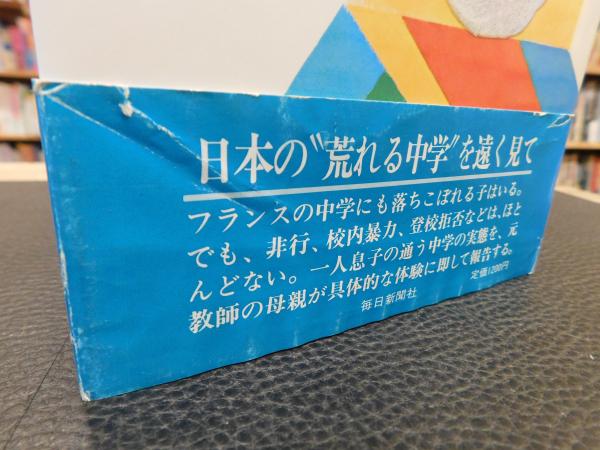 日本の〝荒れる中学〟を遠く見て
フランスの中学にも落ちこぼれる子はいる。
でも、非行、校内暴力、登校拒否などは、ほと
んどない。一人息子の通う中学の実態を、元
教師の母親が具体的な体験に即して報告する。
毎日新聞社
定価1200円